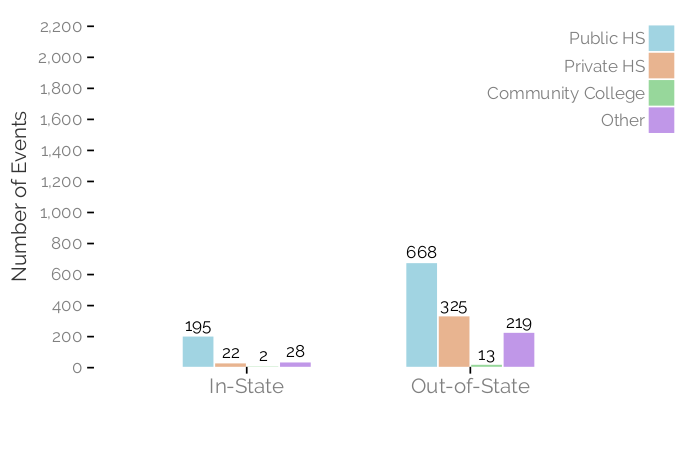 Number of Events
2,200
2,000
1,800
1,600
1,400
1,200
1,000
800
600
400
200
0
Public HS
Private HS
Community College
Other
195
22
2
28
668
325
13
219
In-State
Out-of-State